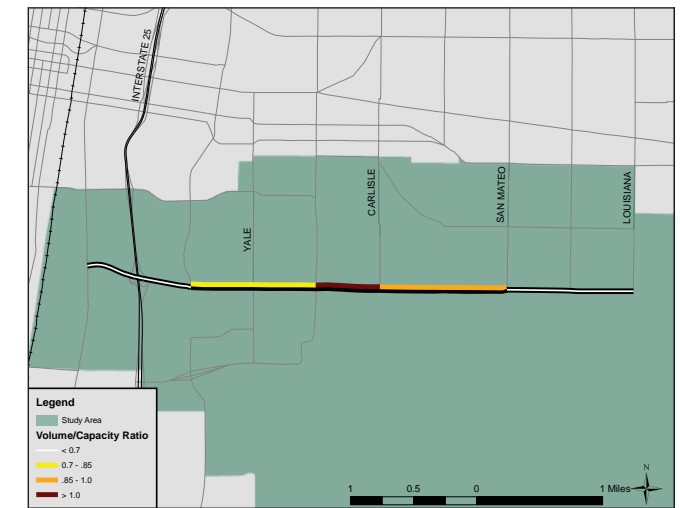 INTERSTATE 25
YALE
CARLISLE
SAN MATEO
LOUISIANA
Legend
Study Area
Volume/Capacity Ratio
< 0.7
0.7 - .85
.85 - 1.0
> 1.0
1 0.5 0 1 Miles
N